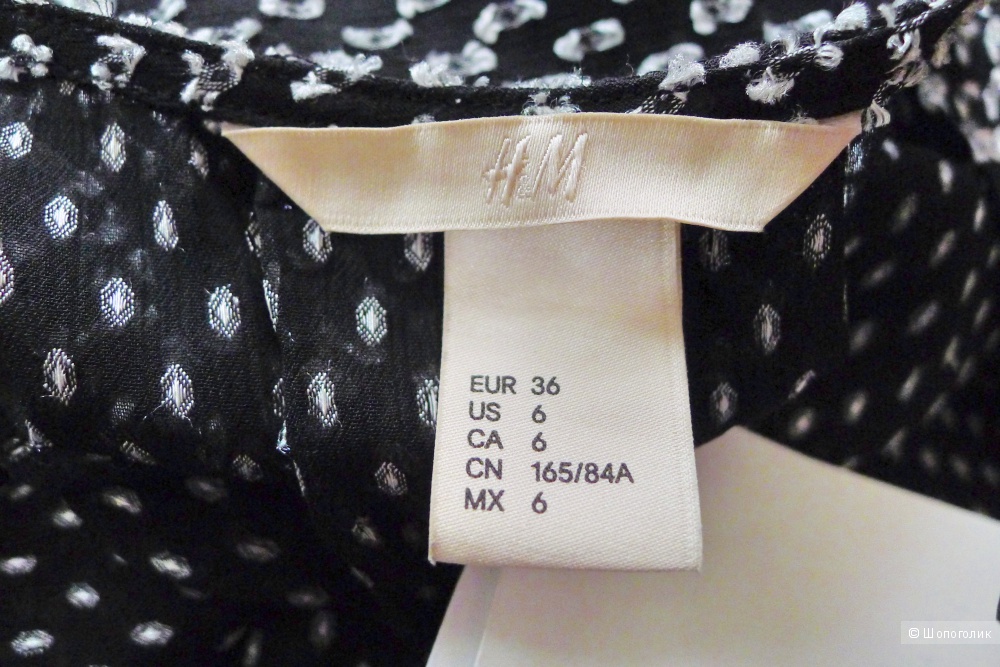 H&M
EUR 36
US 6
CA 6
CN 165/84A
MX 6
© Шопоголик